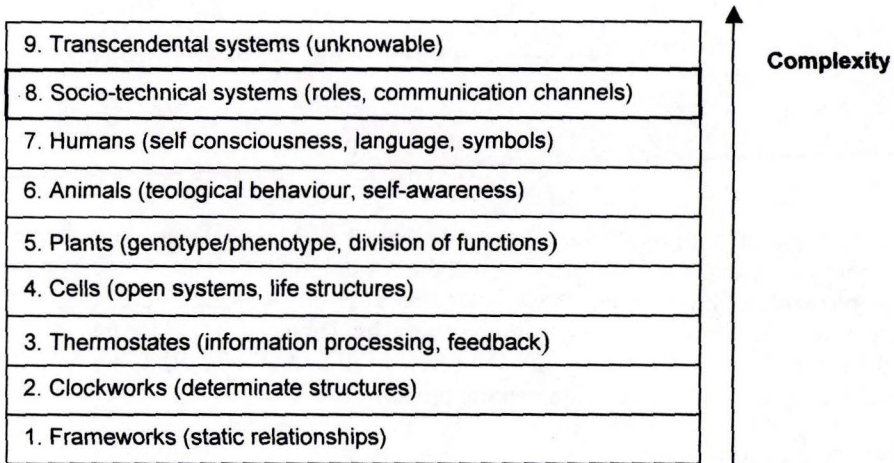 9. Transcendental systems (unknowable)
Complexity
8. Socio-technical systems (roles, communication channels)
7. Humans (self consciousness, language, symbols)
6. Animals (teological behaviour, self-awareness)
5. Plants (genotype/phenotype, division of functions)
4. Cells (open systems, life structures)
3. Thermostates (information processing, feedback)
2. Clockworks (determinate structures)
1. Frameworks (static relationships)